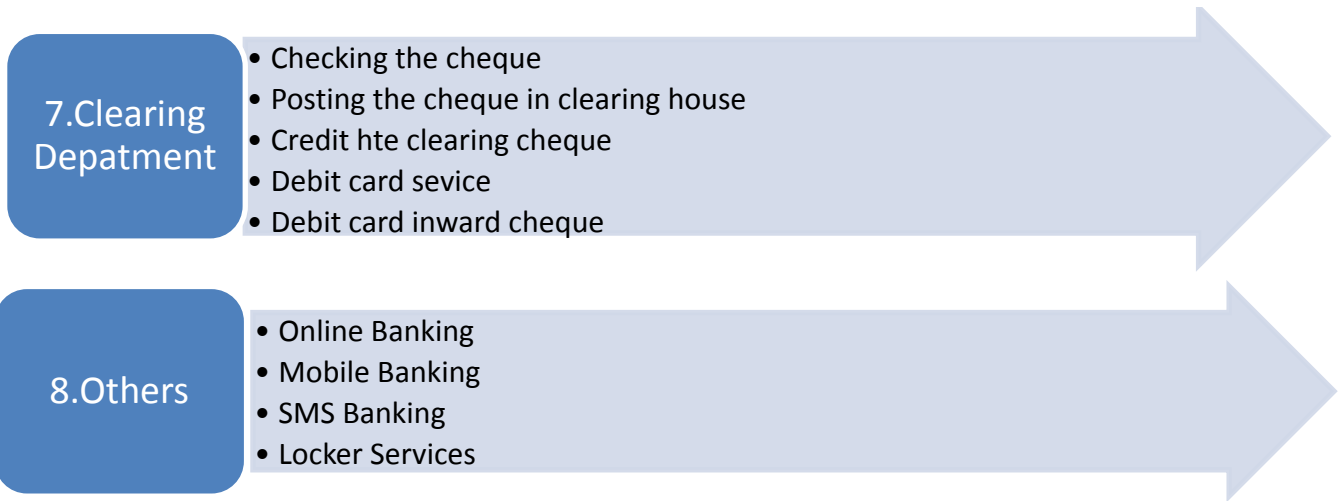 7.Clearing
Depatment
• Checking the cheque
• Posting the cheque in clearing house
• Credit hte clearing cheque
• Debit card sevice
• Debit card inward cheque
8.Others
• Online Banking
• Mobile Banking
• SMS Banking
• Locker Services